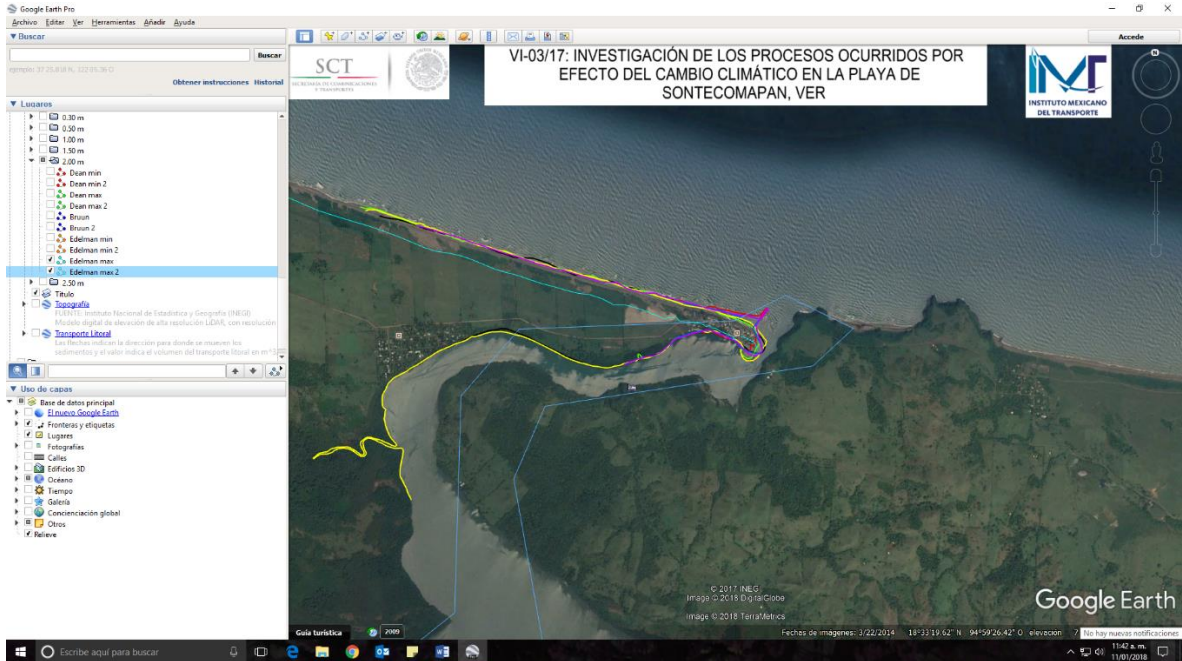 Google Earth Pro
Archivo Editar Ver Herramientas Añadir Ayuda
Buscar
Buscar
Obtener instrucciones Historial
Lugares
0.30 m
0.50 m
1.00 m
1.50 m
2.00 m
Dean min
Dean min 2
Dean max
Dean max 2
Bruun
Bruun 2
Edelman min
Edelman min 2
Edelman max
Edelman max 2
2.50 m
Título
Topografía
FUENTE: Instituto Nacional de Estadística y Geografía (INEGI)
Modelo digital de elevación de alta resolución LiDAR, con resolución
Transporte Litoral
Las flechas indican la dirección para donde se mueven los
sedimentos y el valor indica el volumen del transporte litoral en m^3
Uso de capas
Base de datos principal
El nuevo Google Earth
Fronteras y etiquetas
Lugares
Fotografías
Calles
Edificios 3D
Océano
Tiempo
Galería
Concienciación global
Otros
Relieve
Accede
SCT
SECRETARÍA DE COMUNICACIONES
Y TRANSPORTES
VI-03/17: INVESTIGACIÓN DE LOS PROCESOS OCURRIDOS POR
EFECTO DEL CAMBIO CLIMÁTICO EN LA PLAYA DE
SONTECOMAPAN, VER
IMT
INSTITUTO MEXICANO
DEL TRANSPORTE
N
© 2017 INEGI
Image © 2018 DigitalGlobe
Image © 2018 TerraMetrics
Google Earth
Guía turística
2009
Fechas de imágenes: 3/22/2014 18°33'19.62" N 94°59'26.42" O elevación 7
No hay nuevas notificaciones
Escribe aquí para buscar
11:42 a. m.
11/01/2018